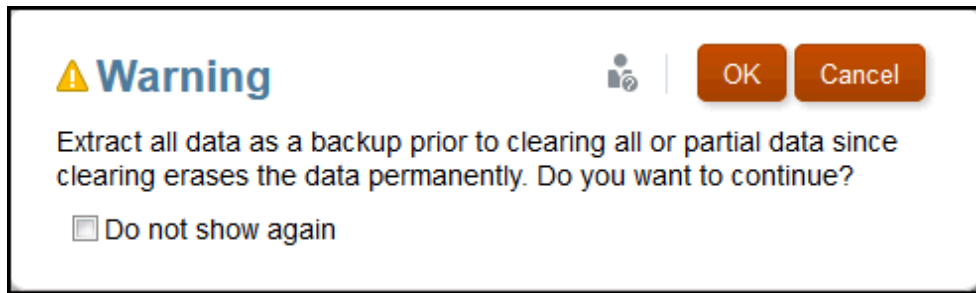 Warning
OK
Cancel
Extract all data as a backup prior to clearing all or partial data since
clearing erases the data permanently. Do you want to continue?
Do not show again